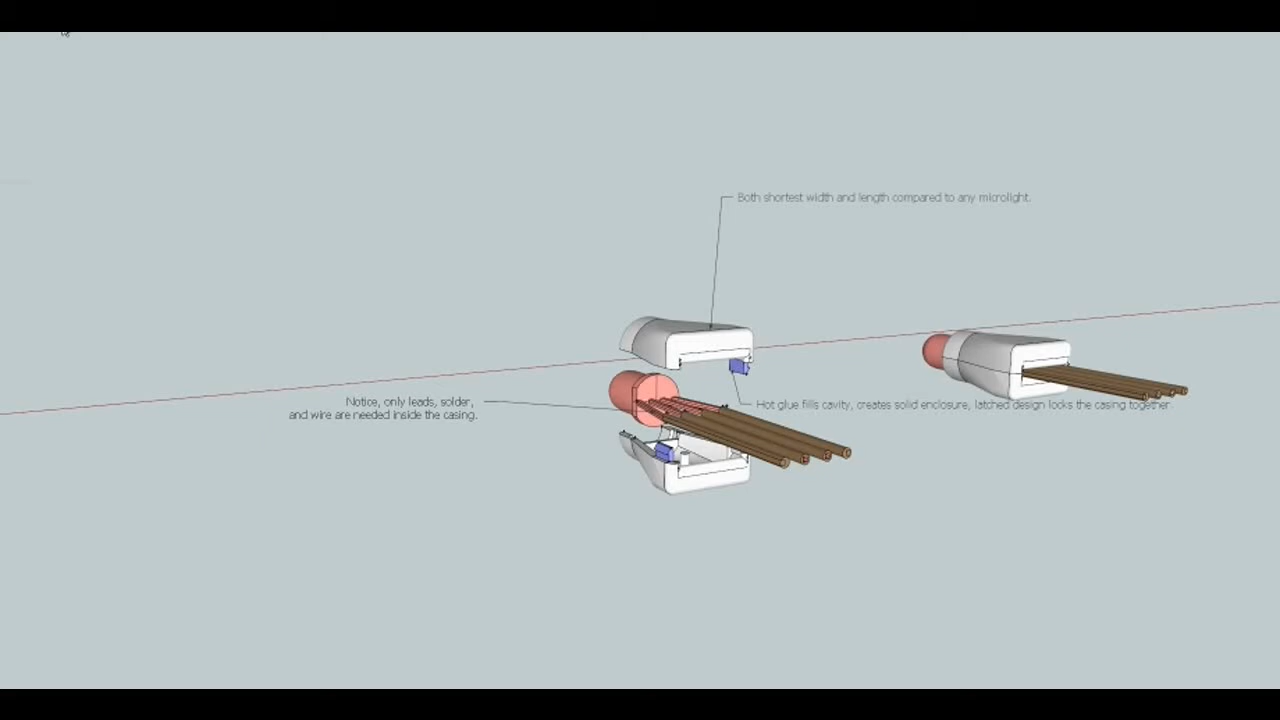 Both shortest width and length compared to any microlight.
Notice, only leads, solder,
and wire are needed inside the casing.
Hot glue fills cavity, creates solid enclosure, latched design locks the casing together.